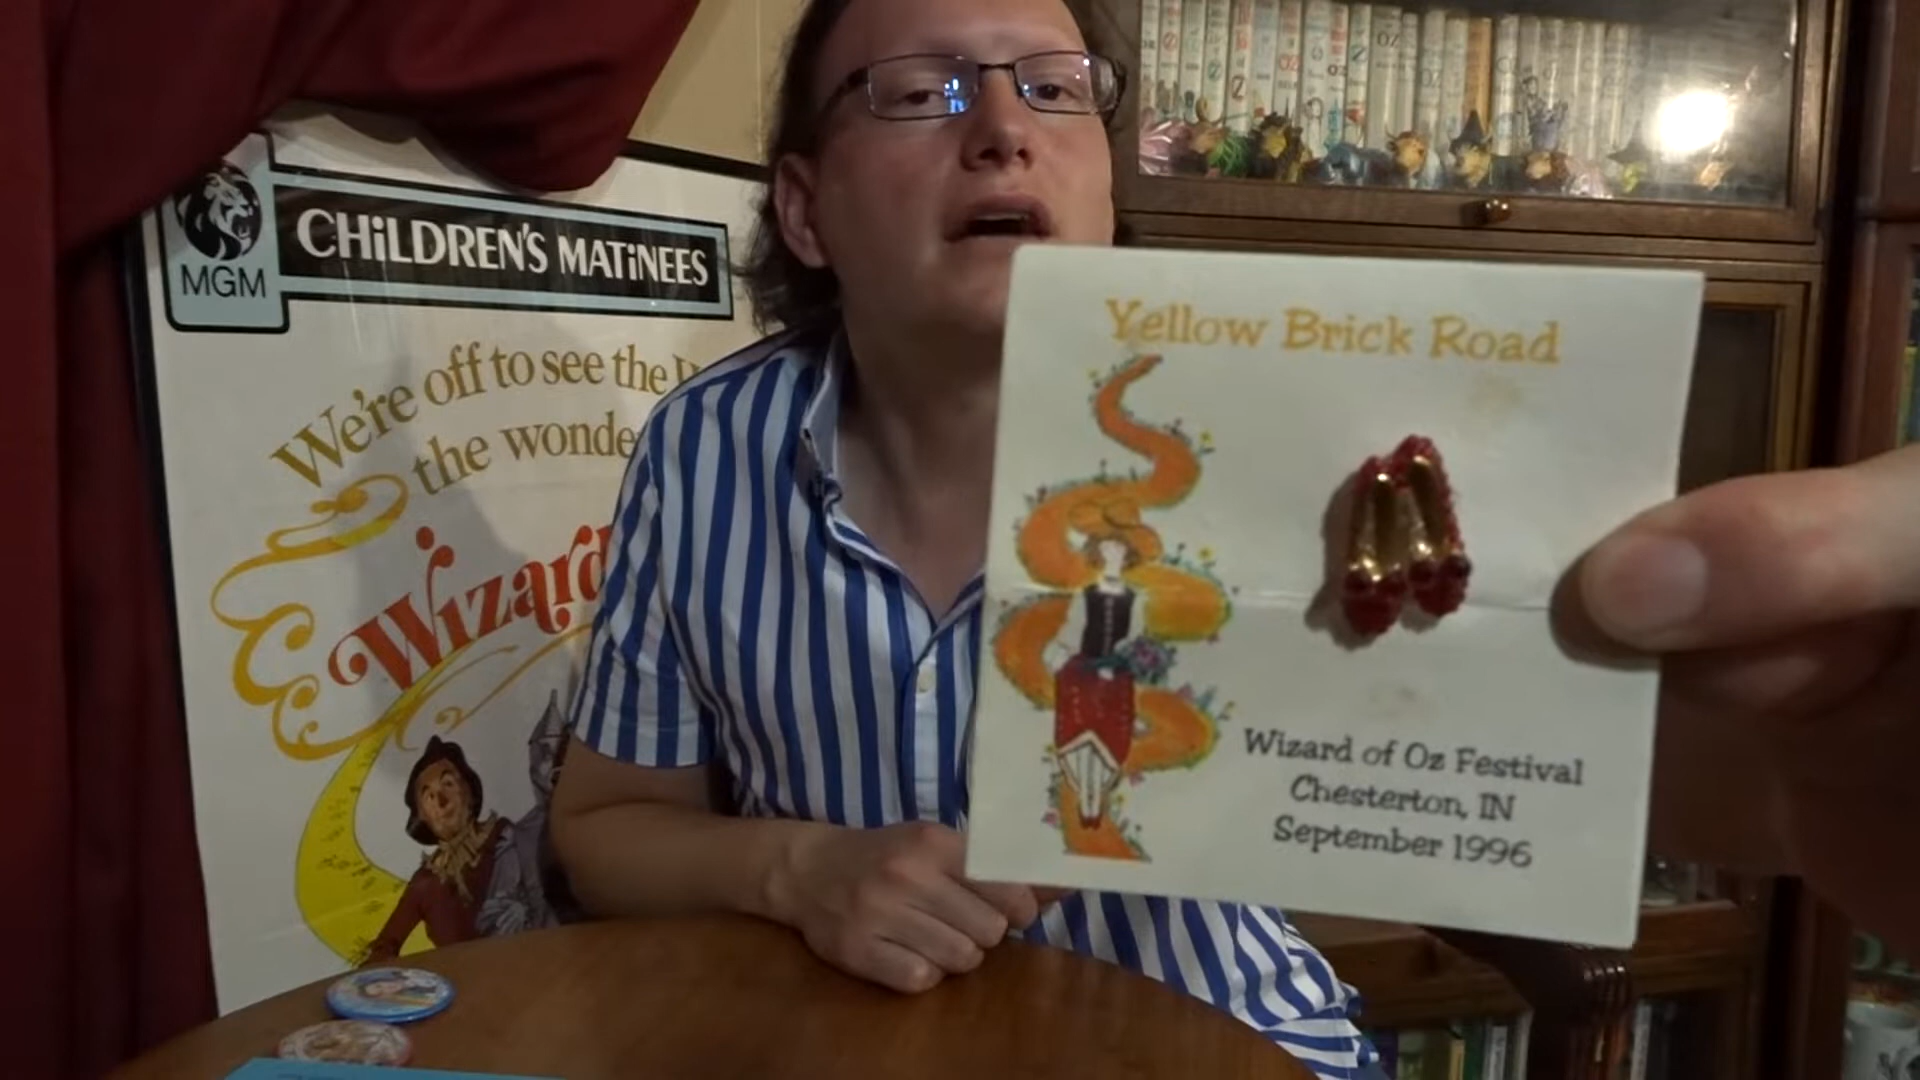 MGM
CHiLDREN'S MATiNEES
We're off to see the
the wonde
Wizard
Yellow Brick Road
Wizard of Oz Festival
Chesterton, IN
September 1996